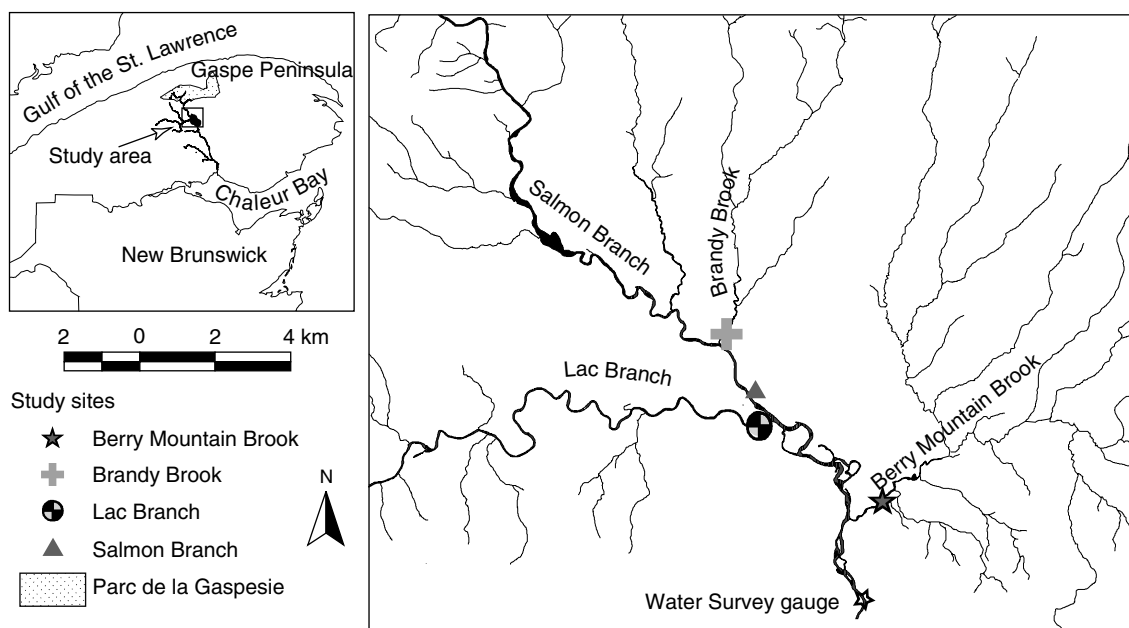 Gulf of the St. Lawrence
Gaspe Peninsula
Study area
Chaleur Bay
New Brunswick
2 0 2 4 km
Study sites
Berry Mountain Brook
Brandy Brook
Lac Branch
Salmon Branch
Parc de la Gaspesie
N
Salmon Branch
Brandy Brook
Lac Branch
Berry Mountain Brook
Water Survey gauge